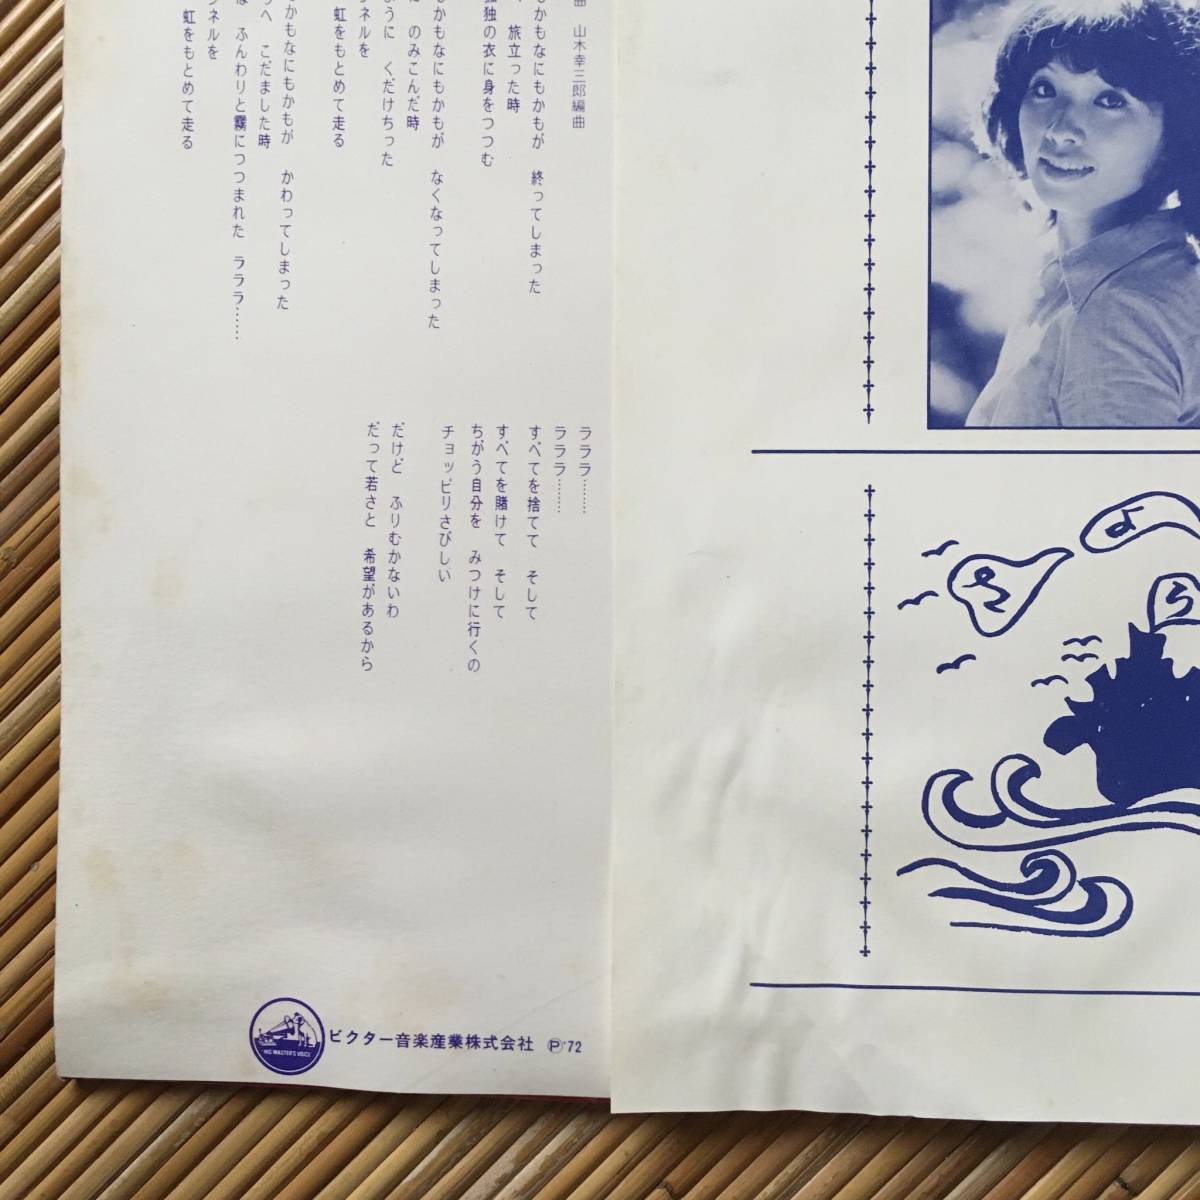 曲 山木幸三郎編曲
もかもなにもかもが 終ってしまった
、旅立った時
孤独の衣に身をつつむ
もかもなにもかもが なくなってしまった
のみこんだ時
ように くだけちった
ネルを
虹をもとめて走る
かもなにもかもが かわってしまった
へ こだました時
ふんわりと霧につつまれた ラララ……
ネルを
虹をもとめて走る
ラララ………
ラララ………
すべてを捨てて そして
すべてを賭けて そして
ちがう自分を みつけに行くの
チョッピリさびしい
だけど ふりむかないわ
だって若さと 希望があるから
HIS MASTER'S VOICE
ビクター音楽産業株式会社 Ⓟ'72
さ
よ
う